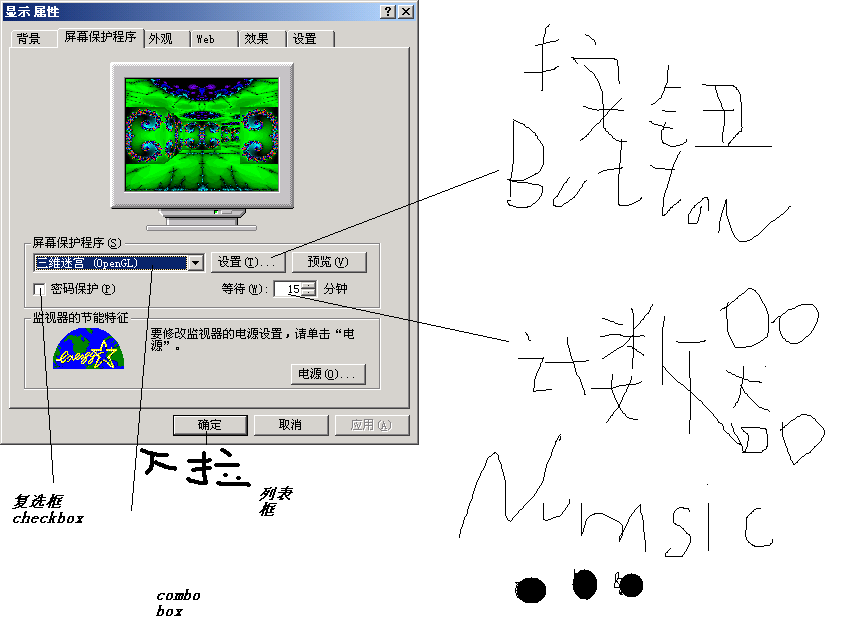 显示 属性
背景 屏幕保护程序 外观 Web 效果 设置
屏幕保护程序(S)
三维迷宫 (OpenGL)
设置(T)...
预览(V)
密码保护(P)
等待(W): 15 分钟
监视器的节能特征
energy
要修改监视器的电源设置，请单击“电
源”。
电源(O)...
确定
取消
应用(A)
下拉
列表
框
复选框
checkbox
combo
box
按钮
Button
计数